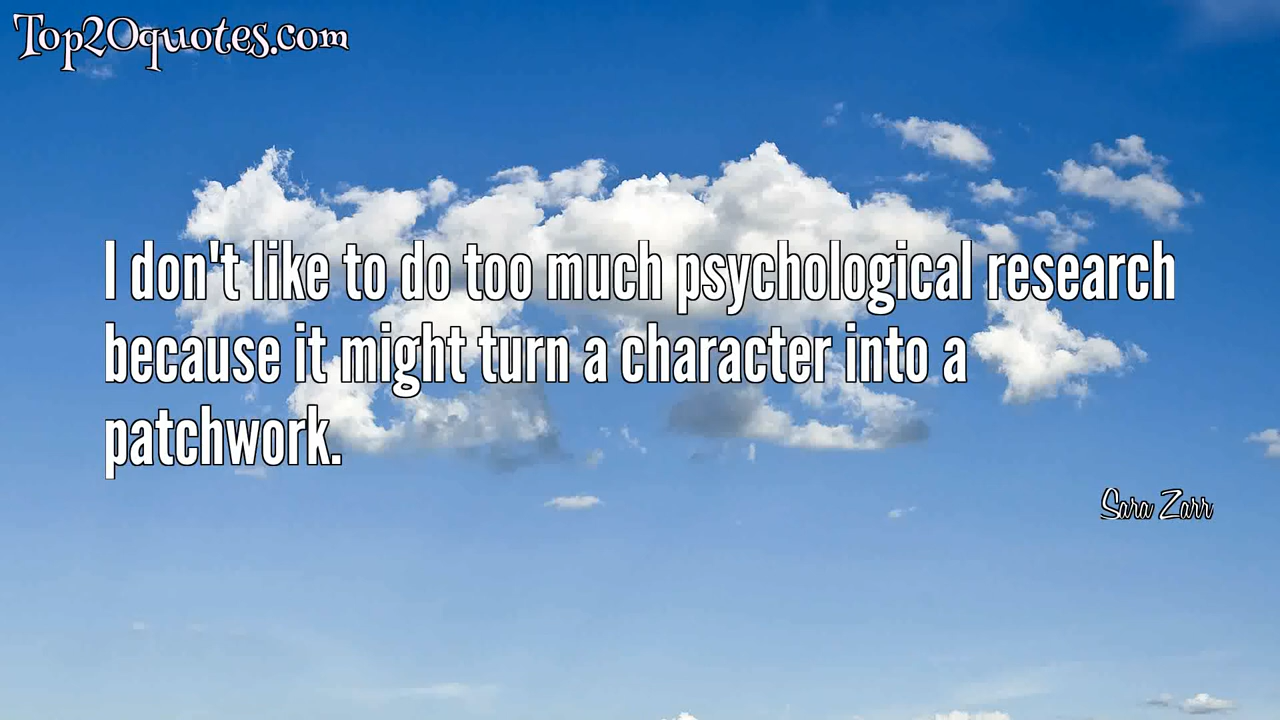 Top20quotes.com
I don't like to do too much psychological research
because it might turn a character into a
patchwork.
Sara Zarr